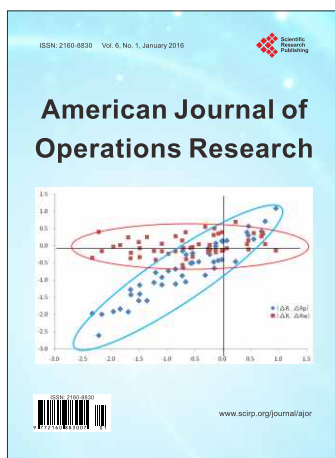 ISSN: 2160-8830 Vol. 6, No. 1, January 2016
Scientific
Research
Publishing
American Journal of
Operations Research
1.5
1.0
0.5
0.0
-0.5
-1.0
-1.5
-2.0
-2.5
-3.0
-3.0 -2.5 -2.0 -1.5 -1.0 -0.5 0.0 0.5 1.0 1.5
ISSN: 2160-8830
9 772160 883007
www.scirp.org/journal/ajor